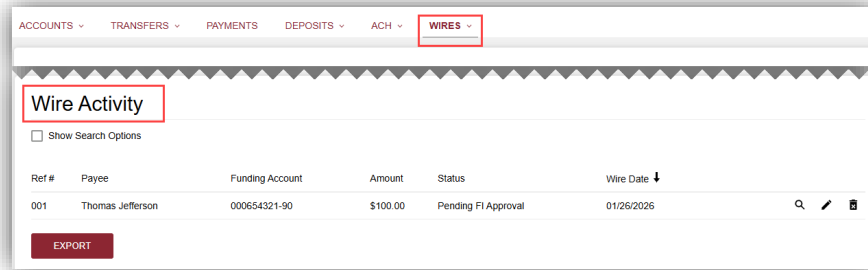 ACCOUNTS TRANSFERS PAYMENTS DEPOSITS ACH WIRES
Wire Activity
Show Search Options
Ref # Payee Funding Account Amount Status Wire Date
001 Thomas Jefferson 000654321-90 $100.00 Pending FI Approval 01/26/2026
EXPORT